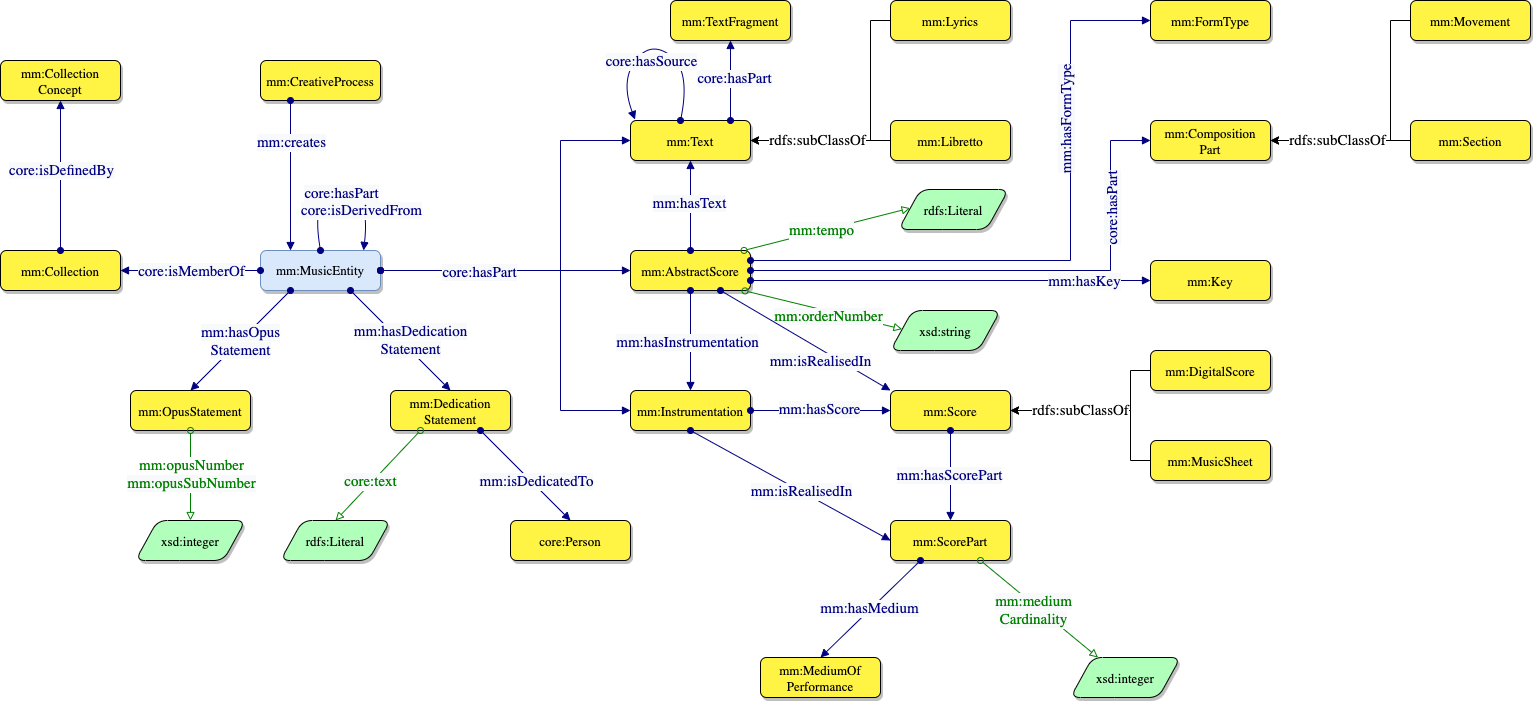 mm:TextFragment
mm:Lyrics
mm:FormType
mm:Movement
mm:Collection
Concept
mm:CreativeProcess
core:hasSource
core:hasPart
mm:hasFormType
mm:creates
mm:Text
rdfs:subClassOf
mm:Libretto
mm:Composition
Part
rdfs:subClassOf
mm:Section
core:isDefinedBy
core:hasPart
core:isDerivedFrom
mm:hasText
mm:tempo
rdfs:Literal
core:hasPart
mm:Collection
core:isMemberOf
mm:MusicEntity
core:hasPart
mm:AbstractScore
mm:hasKey
mm:Key
mm:hasOpus
Statement
mm:hasDedication
Statement
mm:hasInstrumentation
mm:orderNumber
xsd:string
mm:isRealisedIn
mm:DigitalScore
mm:OpusStatement
mm:Dedication
Statement
mm:Instrumentation
mm:hasScore
mm:Score
rdfs:subClassOf
mm:MusicSheet
mm:opusNumber
mm:opusSubNumber
core:text
mm:isDedicatedTo
mm:isRealisedIn
mm:hasScorePart
xsd:integer
rdfs:Literal
core:Person
mm:ScorePart
mm:hasMedium
mm:medium
Cardinality
mm:MediumOf
Performance
xsd:integer